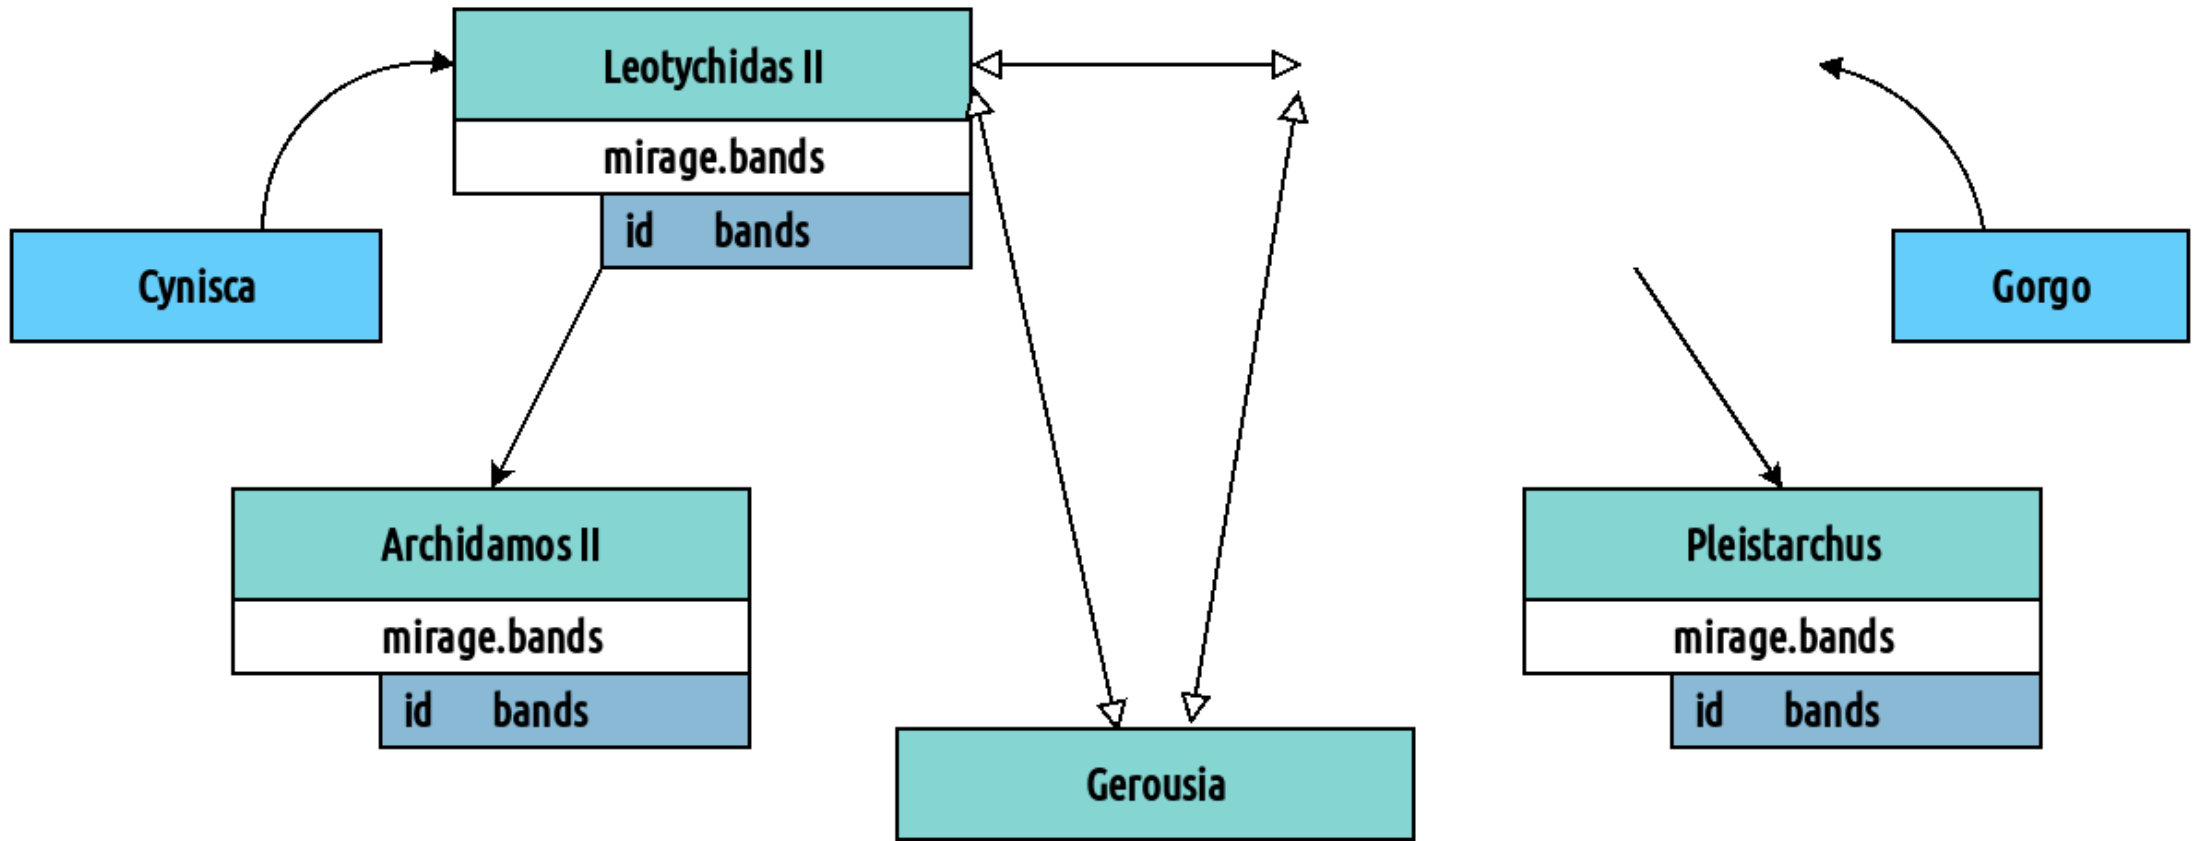 Leotychidas II
mirage.bands
id bands
Cynisca
Gorgo
Archidamos II
mirage.bands
id bands
Pleistarchus
mirage.bands
id bands
Gerousia